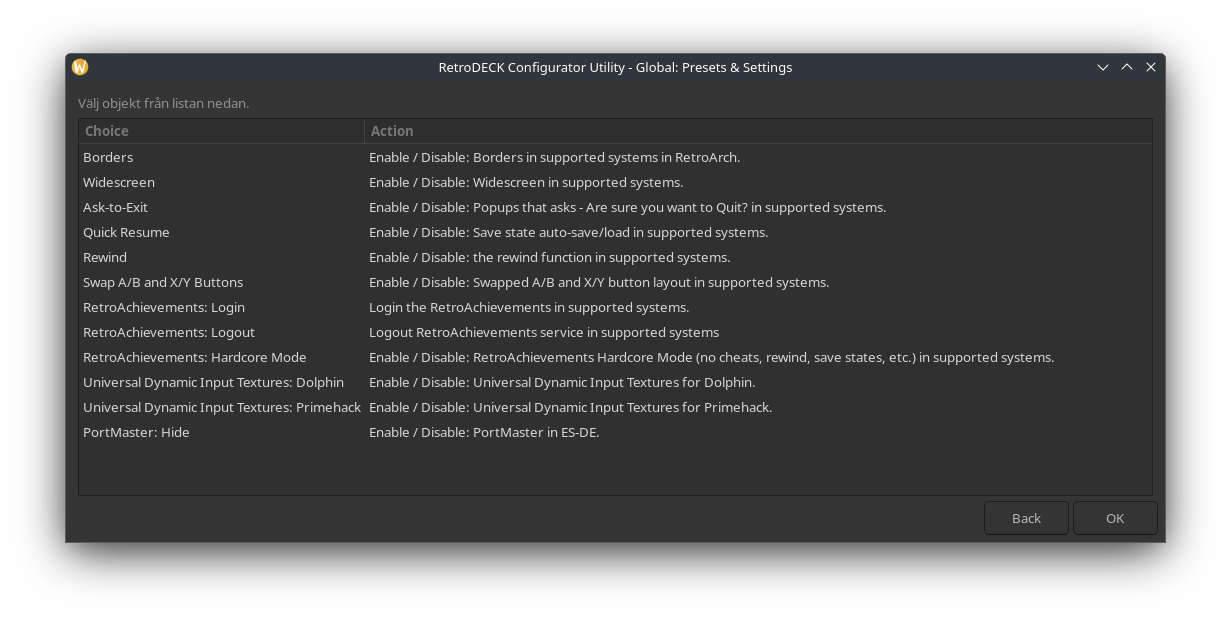 RetroDECK Configurator Utility - Global: Presets & Settings
Välj objekt från listan nedan.
Choice Action
Borders Enable / Disable: Borders in supported systems in RetroArch.
Widescreen Enable / Disable: Widescreen in supported systems.
Ask-to-Exit Enable / Disable: Popups that asks - Are sure you want to Quit? in supported systems.
Quick Resume Enable / Disable: Save state auto-save/load in supported systems.
Rewind Enable / Disable: the rewind function in supported systems.
Swap A/B and X/Y Buttons Enable / Disable: Swapped A/B and X/Y button layout in supported systems.
RetroAchievements: Login Login the RetroAchievements in supported systems.
RetroAchievements: Logout Logout RetroAchievements service in supported systems
RetroAchievements: Hardcore Mode Enable / Disable: RetroAchievements Hardcore Mode (no cheats, rewind, save states, etc.) in supported systems.
Universal Dynamic Input Textures: Dolphin Enable / Disable: Universal Dynamic Input Textures for Dolphin.
Universal Dynamic Input Textures: Primehack Enable / Disable: Universal Dynamic Input Textures for Primehack.
PortMaster: Hide Enable / Disable: PortMaster in ES-DE.
Back OK